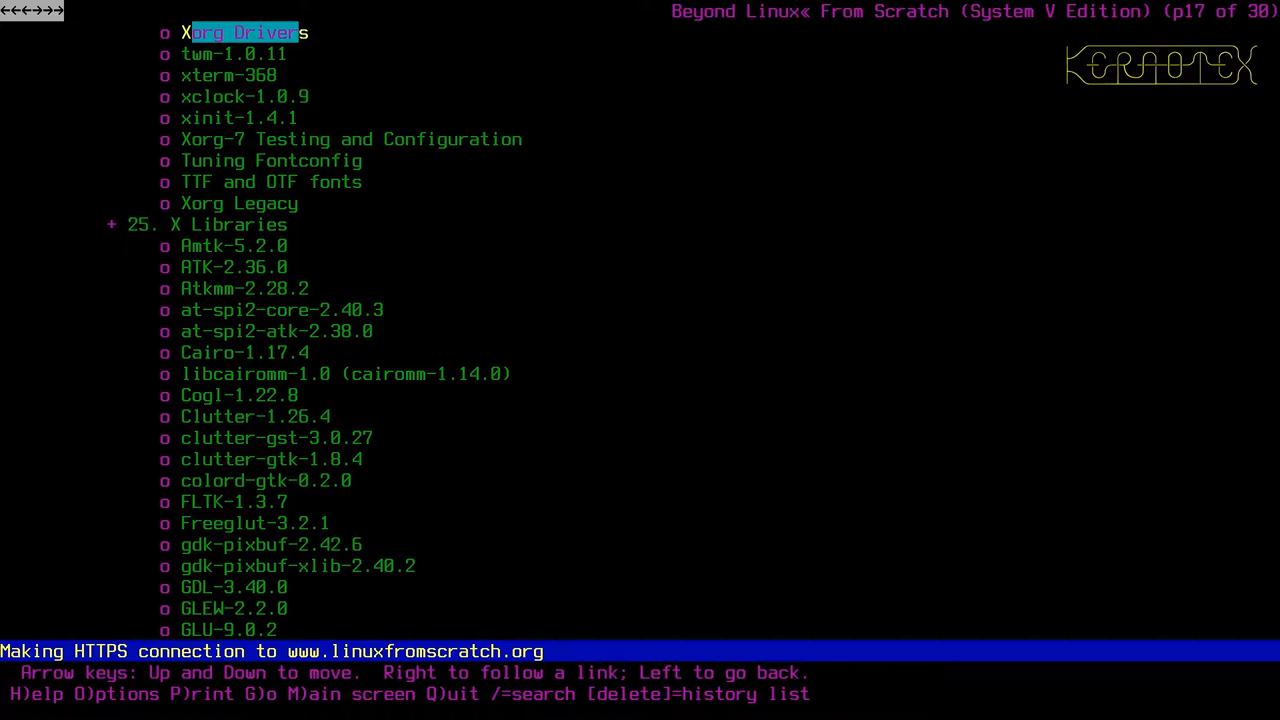 ←←←→→→ Beyond Linux« From Scratch (System V Edition) (p17 of 30)
o Xorg Drivers
o twm-1.0.11
KERNOTEX
o xterm-368
o xclock-1.0.9
o xinit-1.4.1
o Xorg-7 Testing and Configuration
o Tuning Fontconfig
o TTF and OTF fonts
o Xorg Legacy
+ 25. X Libraries
o Amtk-5.2.0
o ATK-2.36.0
o Atkmm-2.28.2
o at-spi2-core-2.40.3
o at-spi2-atk-2.38.0
o Cairo-1.17.4
o libcairomm-1.0 (cairomm-1.14.0)
o Cogl-1.22.8
o Clutter-1.26.4
o clutter-gst-3.0.27
o clutter-gtk-1.8.4
o colord-gtk-0.2.0
o FLTK-1.3.7
o Freeglut-3.2.1
o gdk-pixbuf-2.42.6
o gdk-pixbuf-xlib-2.40.2
o GDL-3.40.0
o GLEW-2.2.0
o GLU-9.0.2
Making HTTPS connection to www.linuxfromscratch.org
Arrow keys: Up and Down to move.  Right to follow a link; Left to go back.
H)elp O)ptions P)rint G)o M)ain screen Q)uit /=search [delete]=history list